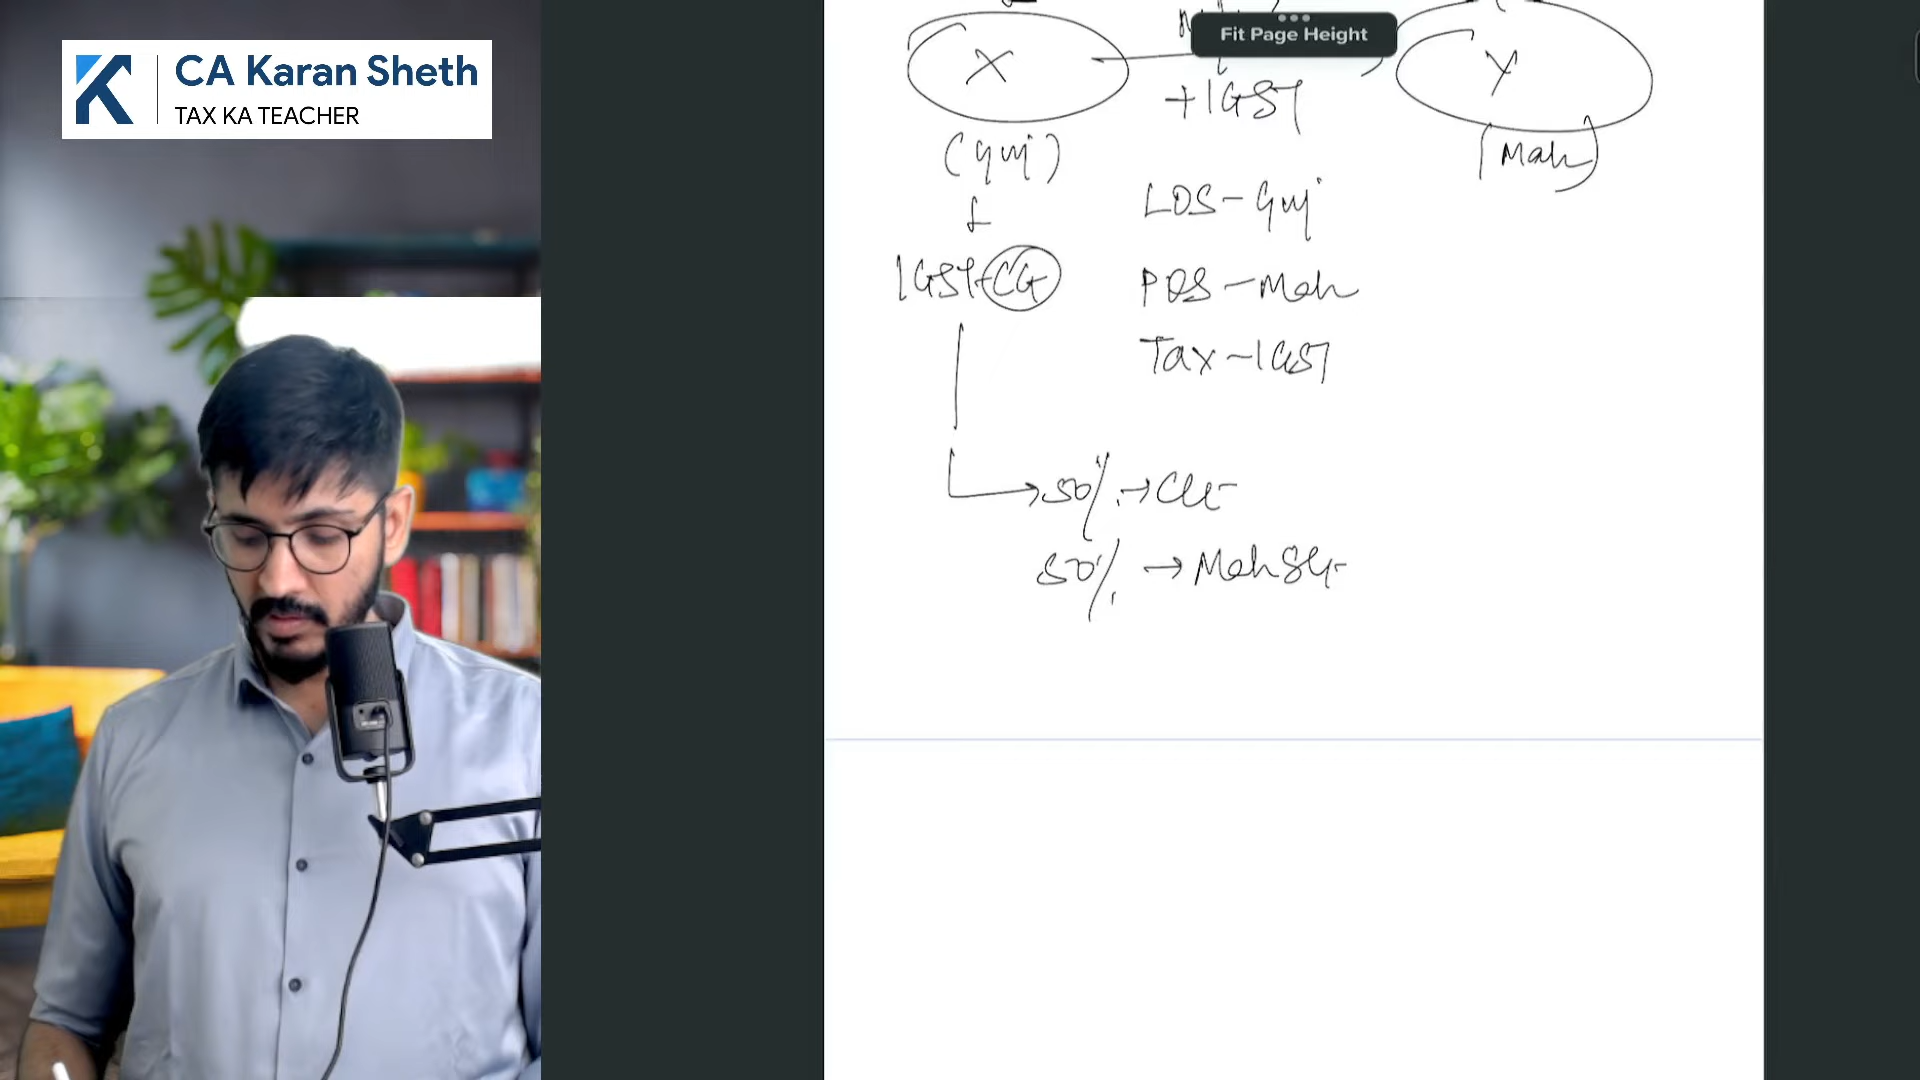 CA Karan Sheth
TAX KA TEACHER
Fit Page Height
X
Y
+IGST
(Guj)
(Mah)
LOS - Guj
IGST-CG
POS - Mah
Tax - IGST
50% → CG
50% → Mah SG